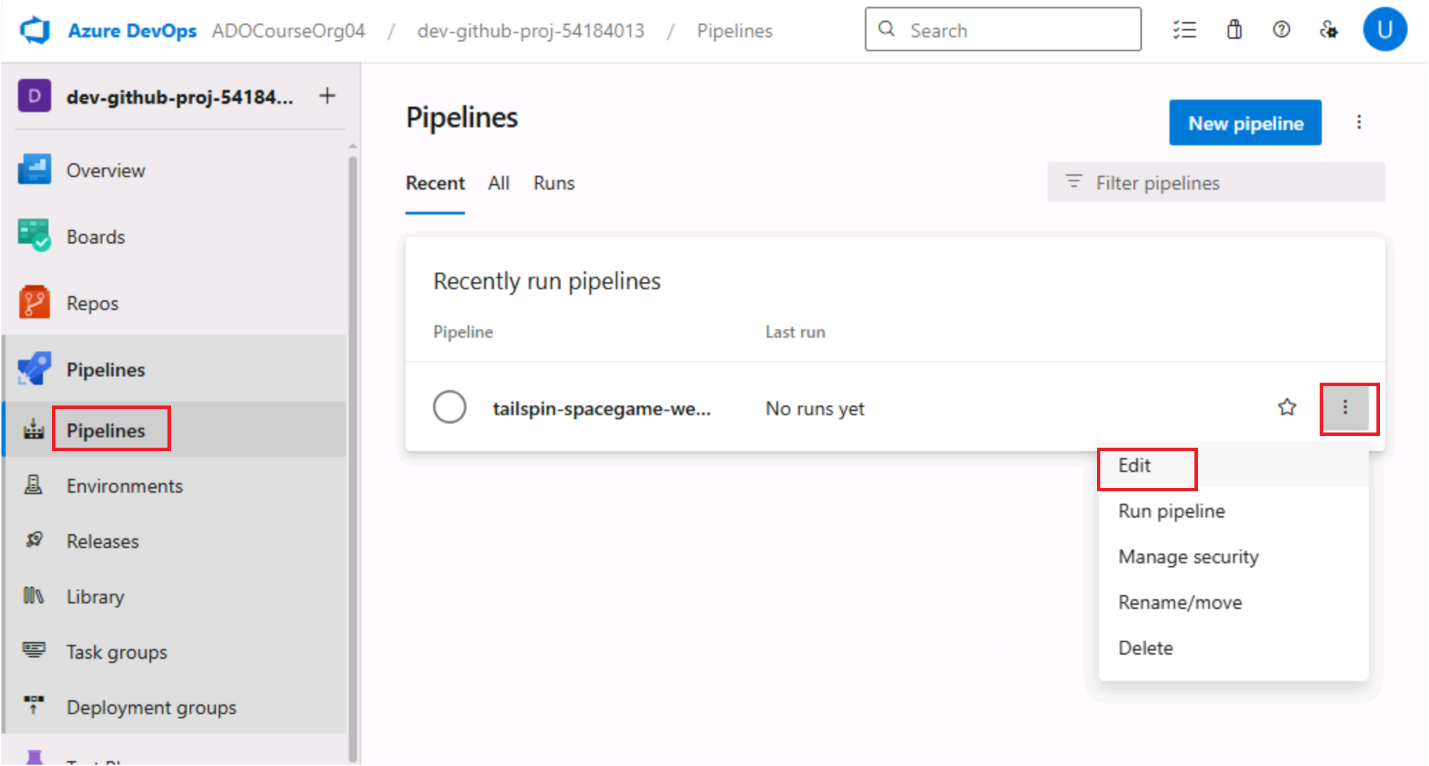 Azure DevOps ADOCourseOrg04 / dev-github-proj-54184013 / Pipelines Search U
D dev-github-proj-54184... +
Overview
Boards
Repos
Pipelines
Pipelines
Environments
Releases
Library
Task groups
Deployment groups
Pipelines
New pipeline
Recent All Runs
Filter pipelines
Recently run pipelines
Pipeline Last run
tailspin-spacegame-we... No runs yet
Edit
Run pipeline
Manage security
Rename/move
Delete